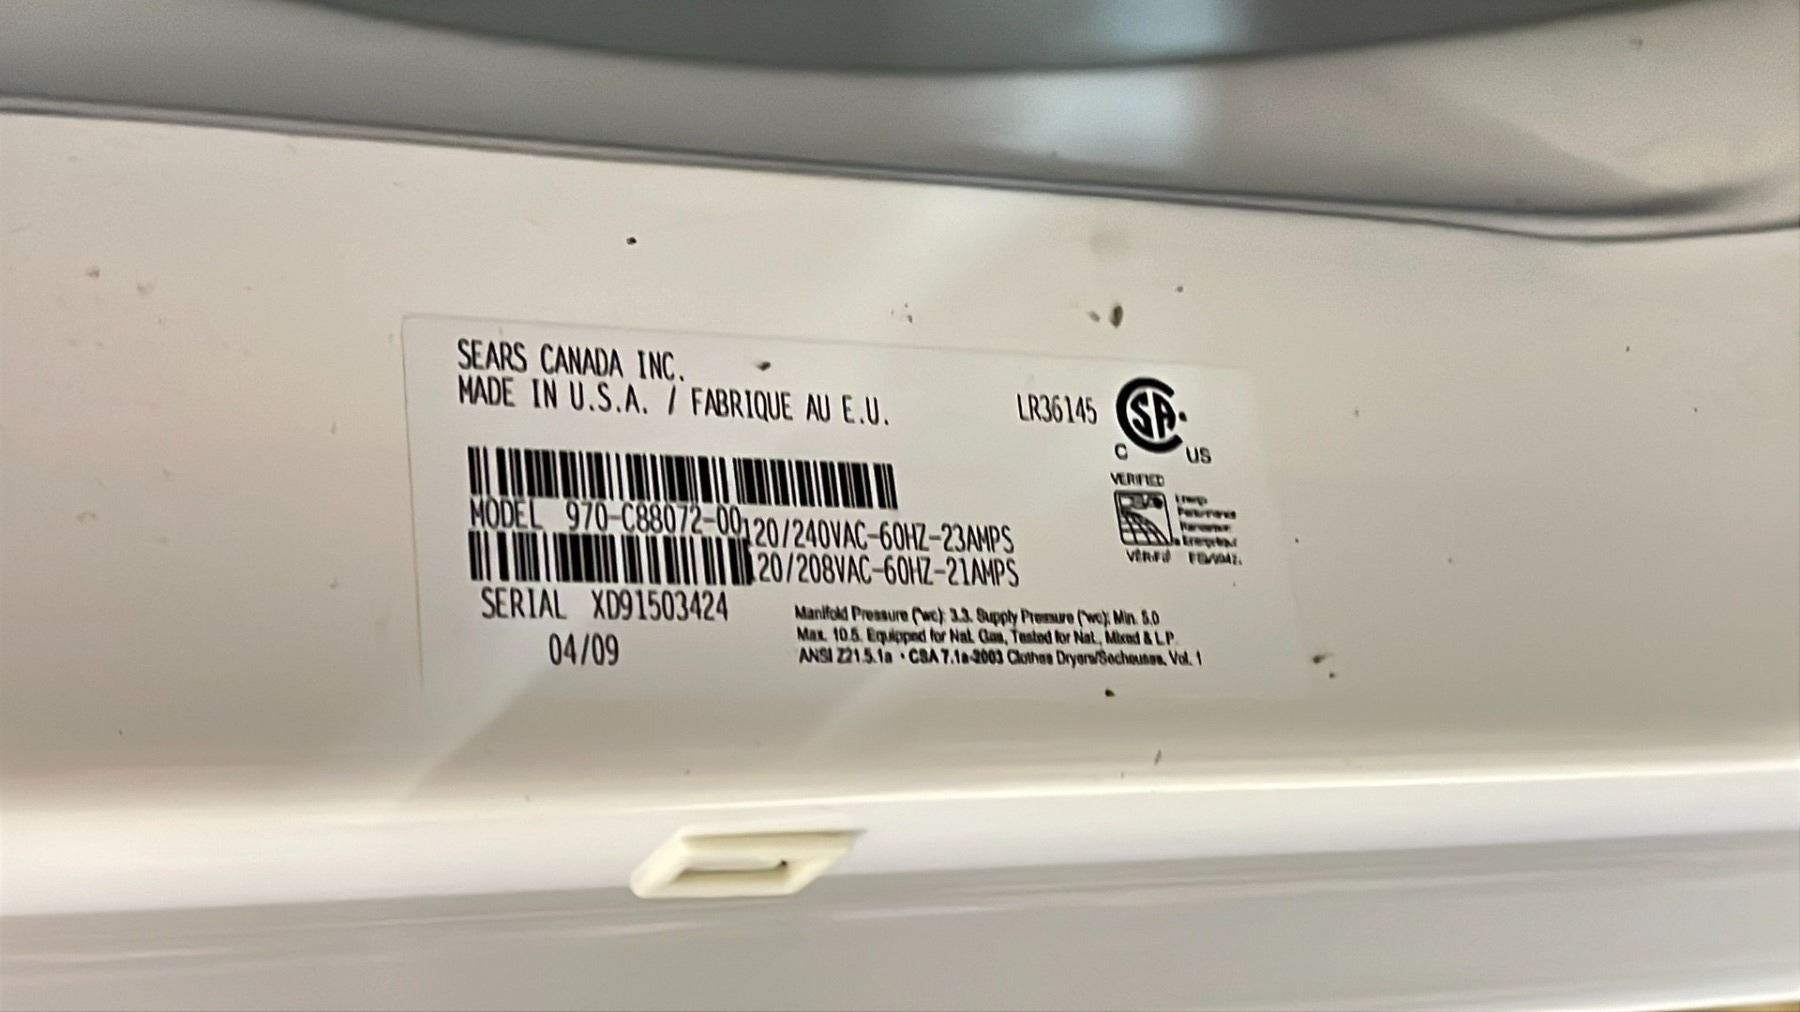 SEARS CANADA INC.
MADE IN U.S.A. / FABRIQUE AU E.U.
LR36145
SA
C US
VERIFIED
MODEL 970-C88072-00
120/240VAC-60HZ-23AMPS
120/208VAC-60HZ-21AMPS
SERIAL XD91503424
04/09
Manifold Pressure ("wc): 3.3. Supply Pressure ("wc): Min. 5.0
Max. 10.5. Equipped for Nat. Gas, Tested for Nat., Mixed & L.P.
ANSI Z21.5.1a • CSA 7.1a-2003 Clothes Dryers/Secheuses, Vol. 1